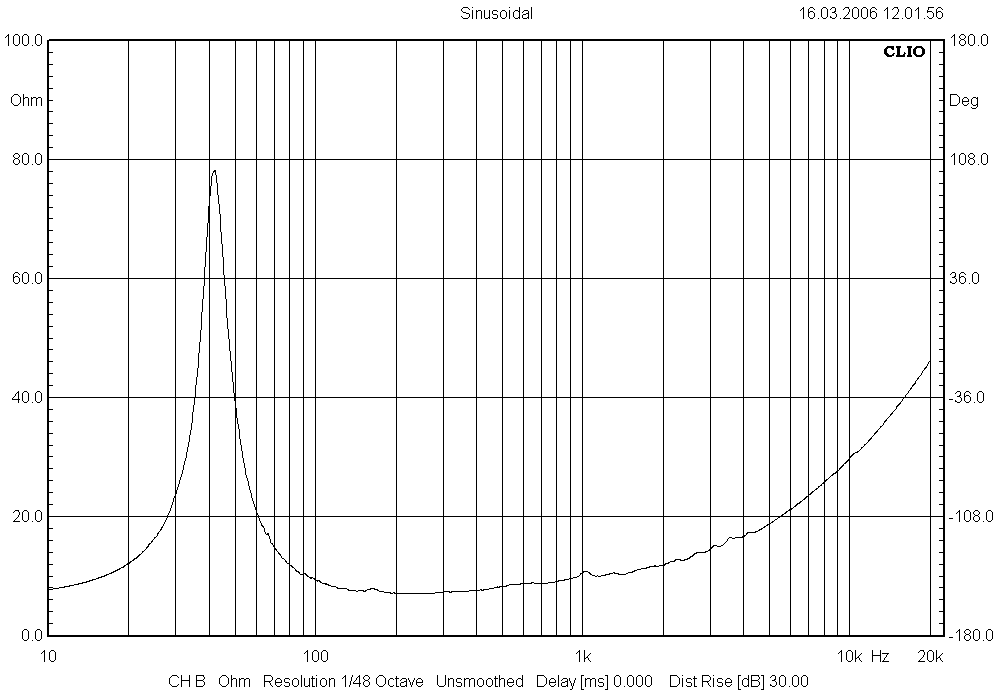 Sinusoidal 16.03.2006 12.01.56
100.0 180.0
CLIO
Ohm Deg
80.0 108.0
60.0 36.0
40.0 -36.0
20.0 -108.0
0.0 -180.0
10 100 1k 10k Hz 20k
CH B Ohm Resolution 1/48 Octave Unsmoothed Delay [ms] 0.000 Dist Rise [dB] 30.00